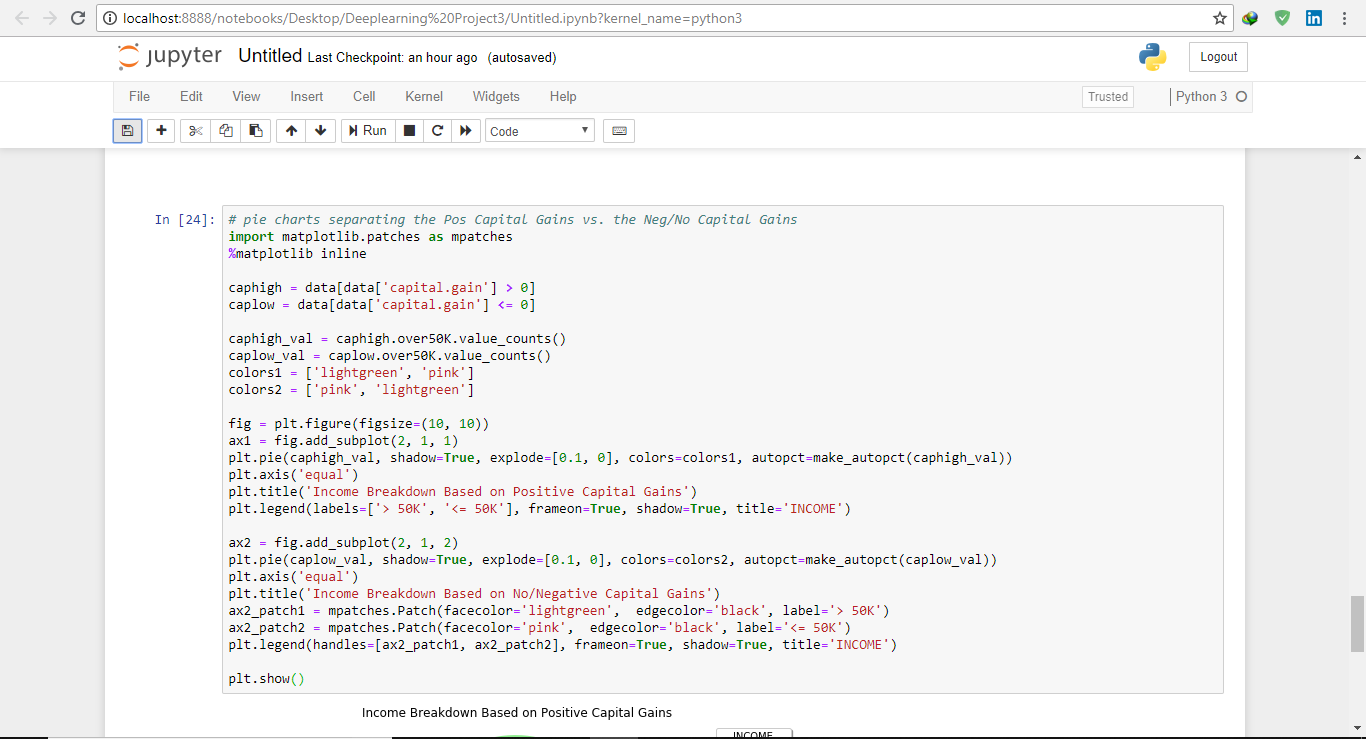 localhost:8888/notebooks/Desktop/Deeplearning%20Project3/Untitled.ipynb?kernel_name=python3
jupyter Untitled Last Checkpoint: an hour ago (autosaved)
Logout
File Edit View Insert Cell Kernel Widgets Help
Trusted
Python 3
Run
Code
In [24]:
# pie charts separating the Pos Capital Gains vs. the Neg/No Capital Gains
import matplotlib.patches as mpatches
%matplotlib inline
caphigh = data[data['capital.gain'] > 0]
caplow = data[data['capital.gain'] <= 0]
caphigh_val = caphigh.over50K.value_counts()
caplow_val = caplow.over50K.value_counts()
colors1 = ['lightgreen', 'pink']
colors2 = ['pink', 'lightgreen']
fig = plt.figure(figsize=(10, 10))
ax1 = fig.add_subplot(2, 1, 1)
plt.pie(caphigh_val, shadow=True, explode=[0.1, 0], colors=colors1, autopct=make_autopct(caphigh_val))
plt.axis('equal')
plt.title('Income Breakdown Based on Positive Capital Gains')
plt.legend(labels=['> 50K', '<= 50K'], frameon=True, shadow=True, title='INCOME')
ax2 = fig.add_subplot(2, 1, 2)
plt.pie(caplow_val, shadow=True, explode=[0.1, 0], colors=colors2, autopct=make_autopct(caplow_val))
plt.axis('equal')
plt.title('Income Breakdown Based on No/Negative Capital Gains')
ax2_patch1 = mpatches.Patch(facecolor='lightgreen',  edgecolor='black', label='> 50K')
ax2_patch2 = mpatches.Patch(facecolor='pink',  edgecolor='black', label='<= 50K')
plt.legend(handles=[ax2_patch1, ax2_patch2], frameon=True, shadow=True, title='INCOME')
plt.show()
Income Breakdown Based on Positive Capital Gains
INCOME